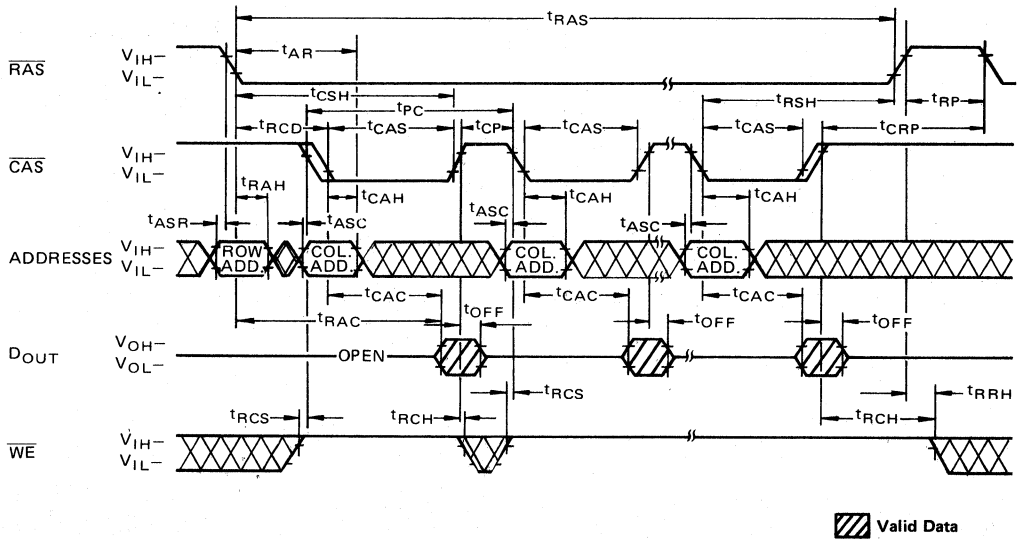 tRAS
tAR
RAS
VIH–
VIL–
tCSH
tPC
tRSH
tRP
tRCD
tCAS
tCP
tCAS
tCAS
tCRP
CAS
VIH–
VIL–
tRAH
tCAH
tCAH
tCAH
tASR
tASC
tASC
tASC
ADDRESSES
VIH–
VIL–
ROW ADD.
COL. ADD.
COL. ADD.
COL. ADD.
tCAC
tCAC
tCAC
tRAC
tOFF
tOFF
tOFF
DOUT
VOH–
VOL–
OPEN
tRCS
tRRH
tRCS
tRCH
tRCH
WE
VIH–
VIL–
Valid Data